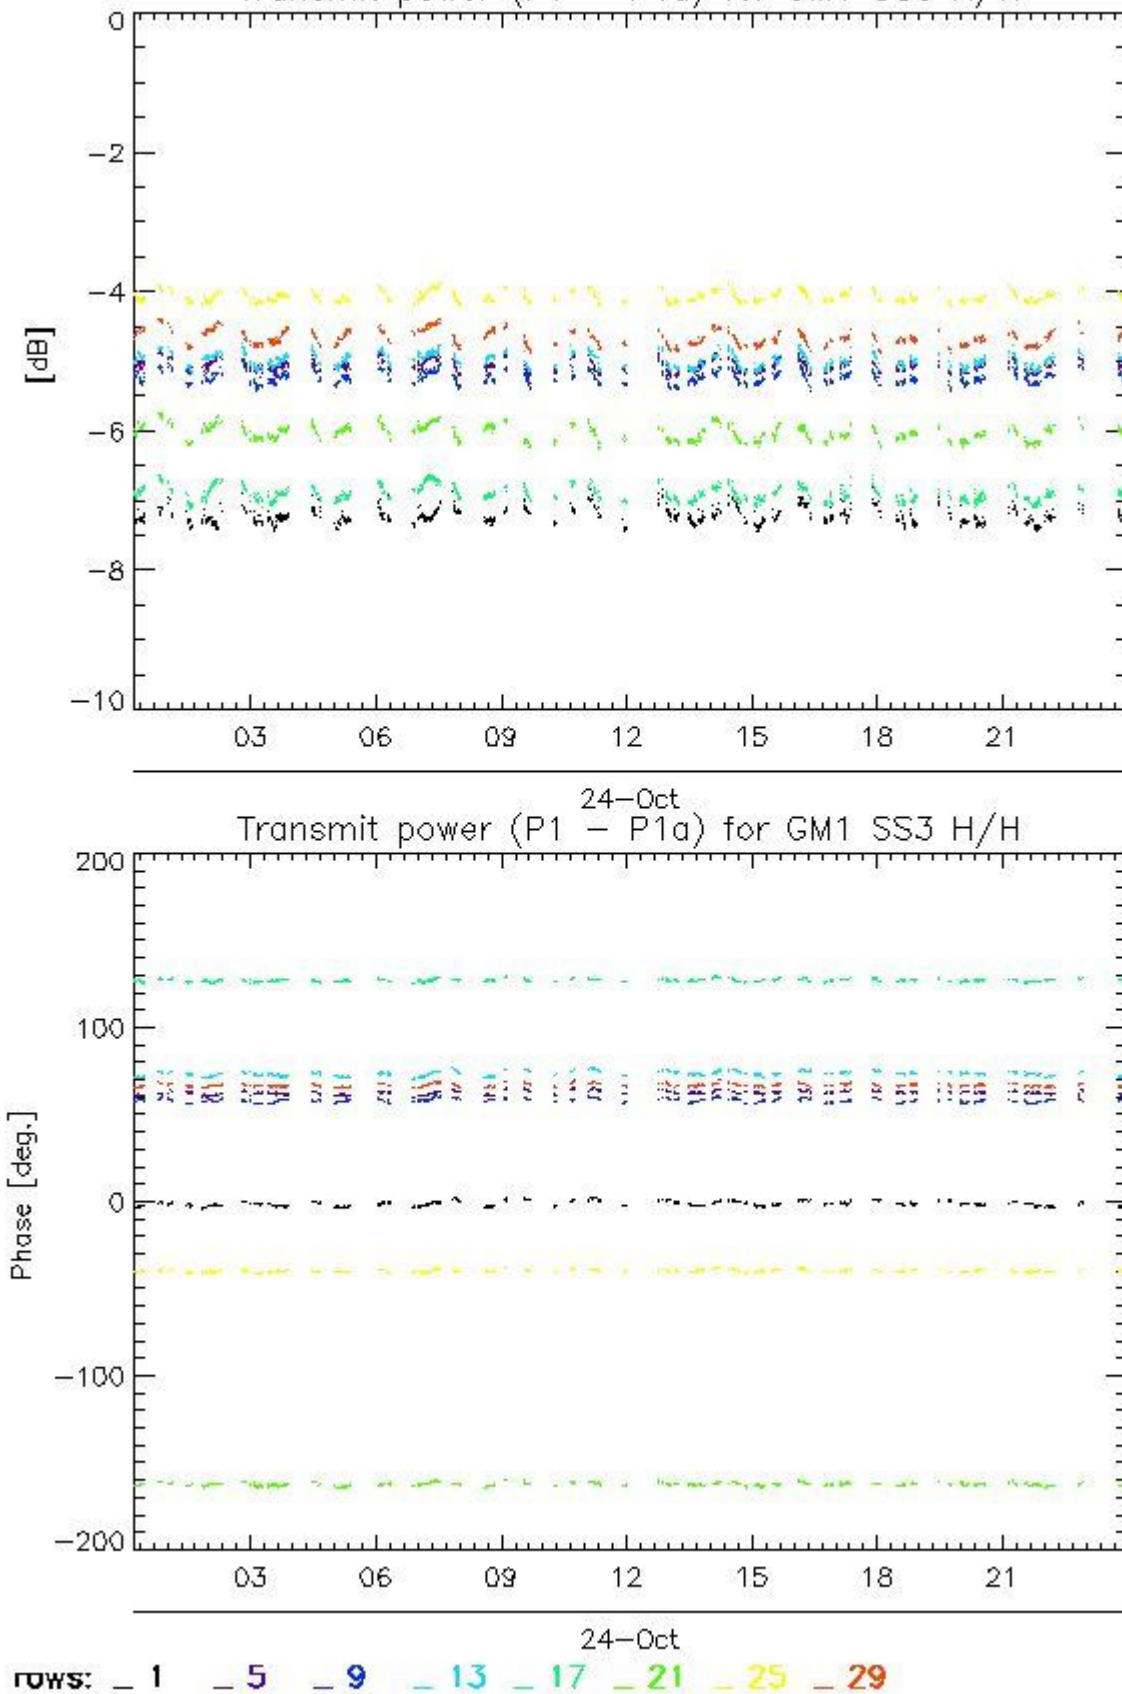 0
-2
-4
[dB]
-6
-8
-10
03 06 09 12 15 18 21
24-Oct
Transmit power (P1 - P1a) for GM1 SS3 H/H
200
100
Phase [deg.]
0
-100
-200
03 06 09 12 15 18 21
24-Oct
rows: _ 1 _ 5 _ 9 _ 13 _ 17 _ 21 _ 25 _ 29